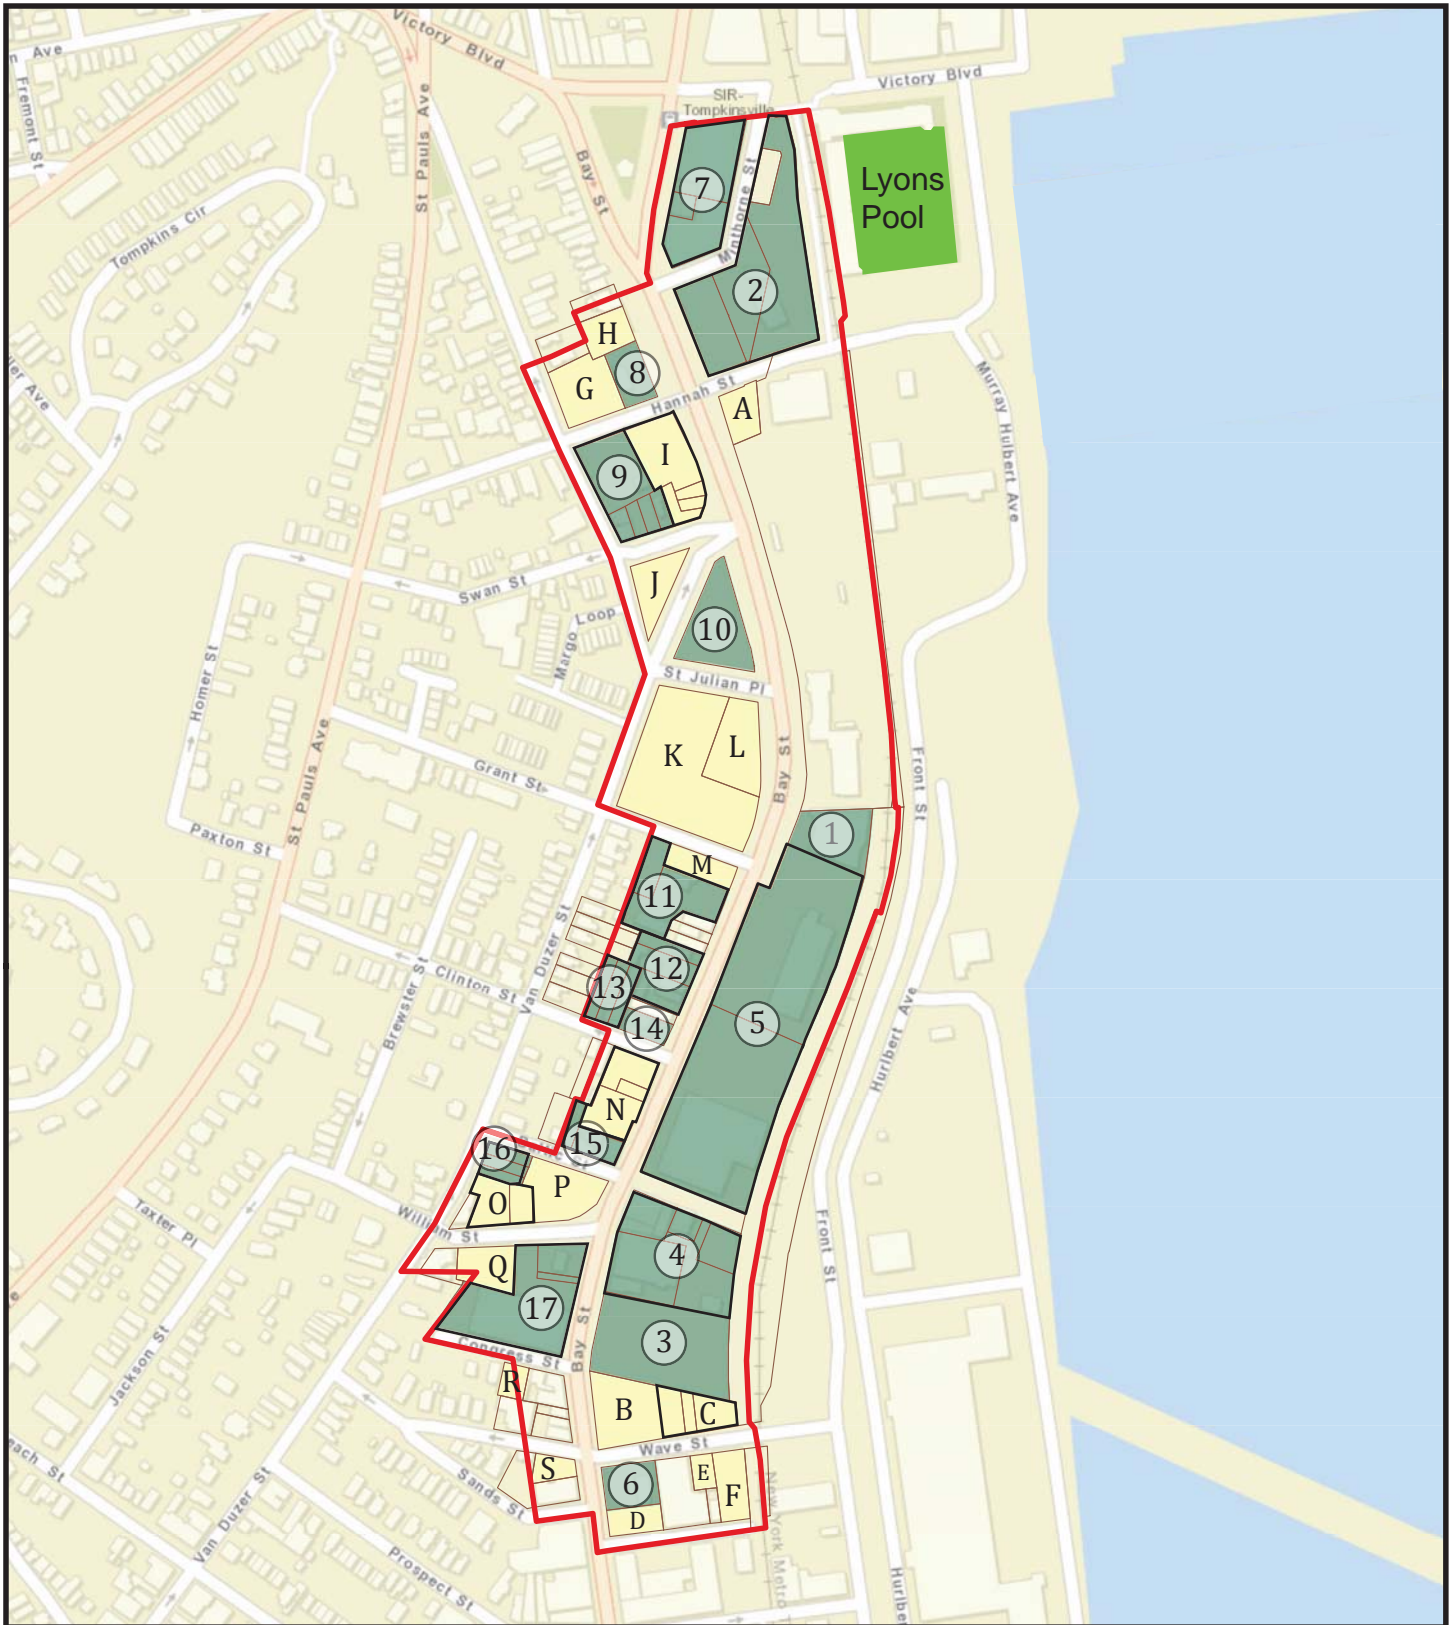 Victory Blvd
Ave
Fremont St
St Pauls Ave
Victory Blvd
SIR-
Tompkinsville
Lyons
Pool
Bay St
7
Minthorne St
Tompkins Cir
2
H
8
G
Hannah St
A
Murray Hulbert Ave
I
9
Swan St
J
Margo Loop
10
St Julian Pl
Homer St
K
L
Bay St
Front St
Grant St
St Pauls Ave
Paxton St
1
M
11
Van Duzer St
12
Clinton St
13
Brewster St
14
5
Hurlbert Ave
N
15
16
P
O
William St
Taxter Pl
Front St
4
Q
17
3
Bay St
Congress St
Jackson St
R
B
C
Wave St
S
Sands St
6
E
F
D
Van Duzer St
Prospect St
New York Metro T